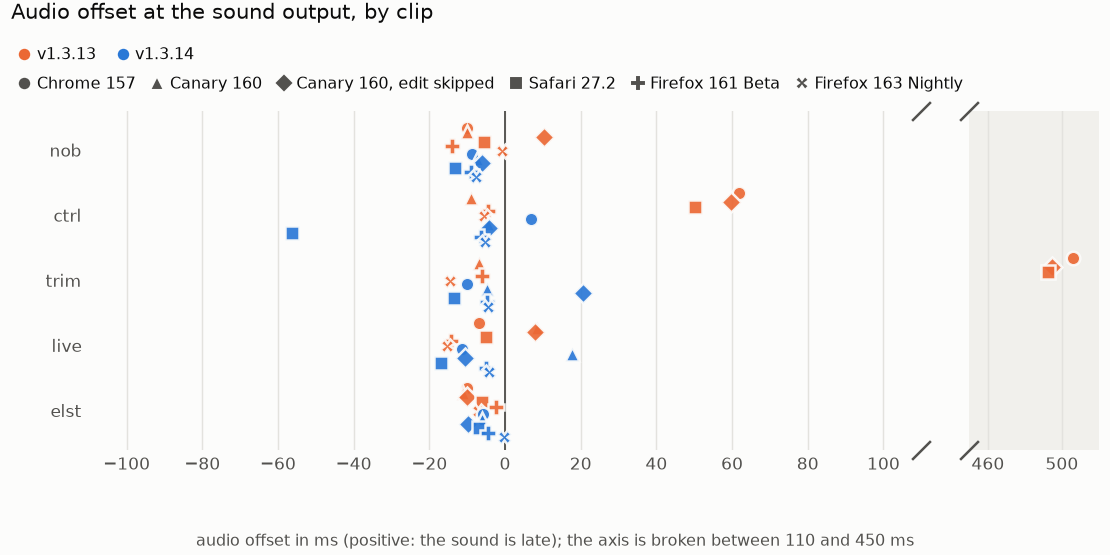 Audio offset at the sound output, by clip
v1.3.13 v1.3.14
Chrome 157 Canary 160 Canary 160, edit skipped Safari 27.2 Firefox 161 Beta Firefox 163 Nightly
nob
ctrl
trim
live
elst
−100 −80 −60 −40 −20 0 20 40 60 80 100 460 500
audio offset in ms (positive: the sound is late); the axis is broken between 110 and 450 ms